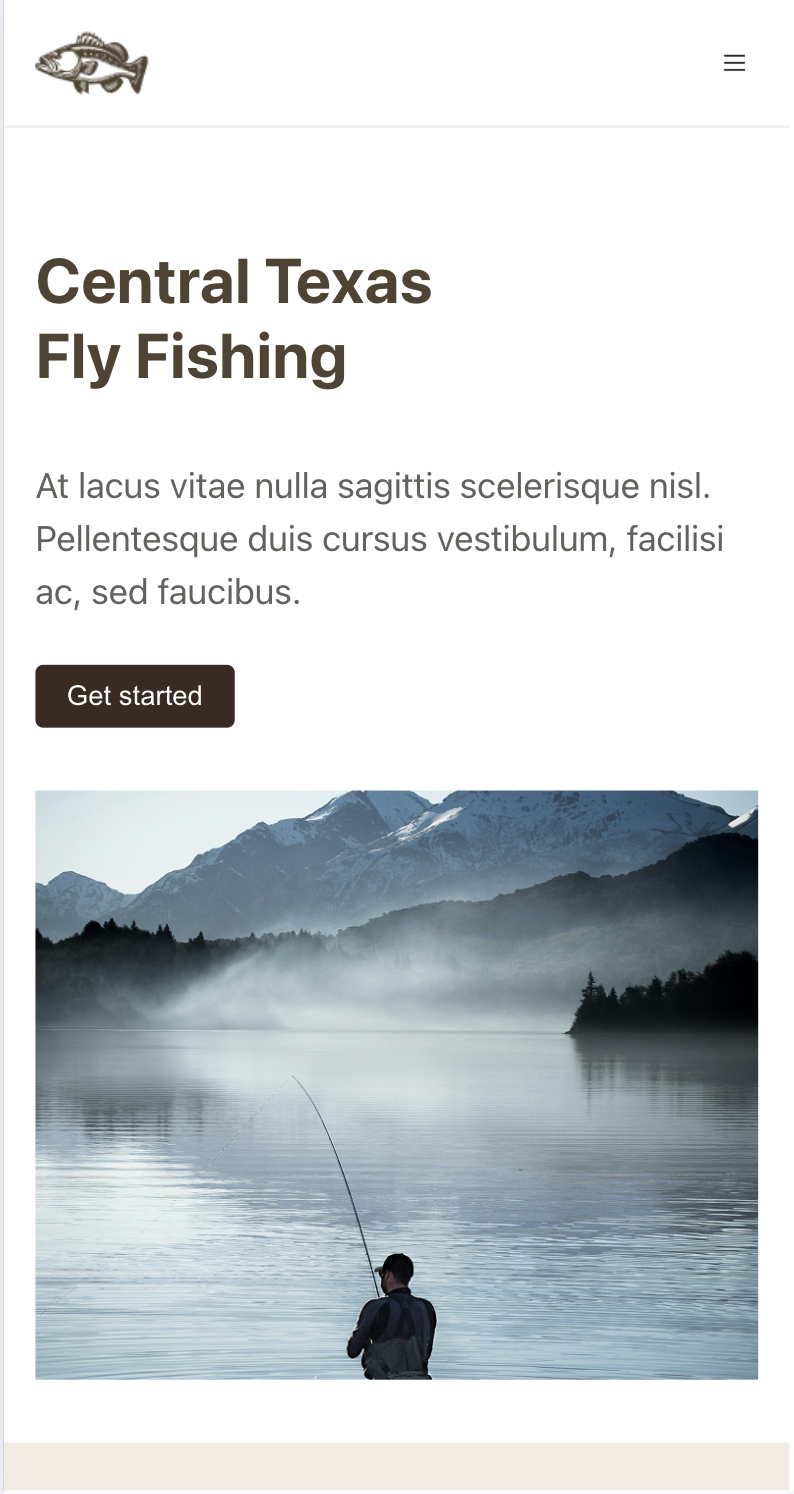 Central Texas
Fly Fishing
At lacus vitae nulla sagittis scelerisque nisl.
Pellentesque duis cursus vestibulum, facilisi
ac, sed faucibus.
Get started